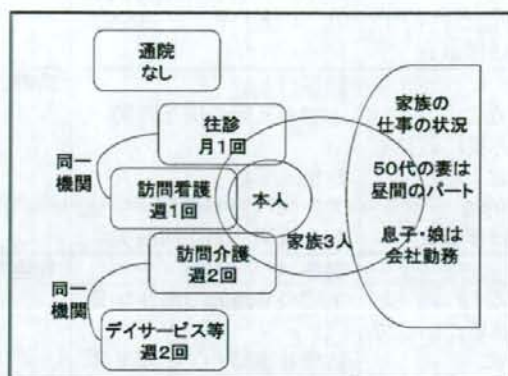 通院
なし
往診
月1回
同一
機関
訪問看護
週1回
本人
家族3人
訪問介護
週2回
同一
機関
デイサービス等
週2回
家族の
仕事の状況
50代の妻は
昼間のパート
息子・娘は
会社勤務